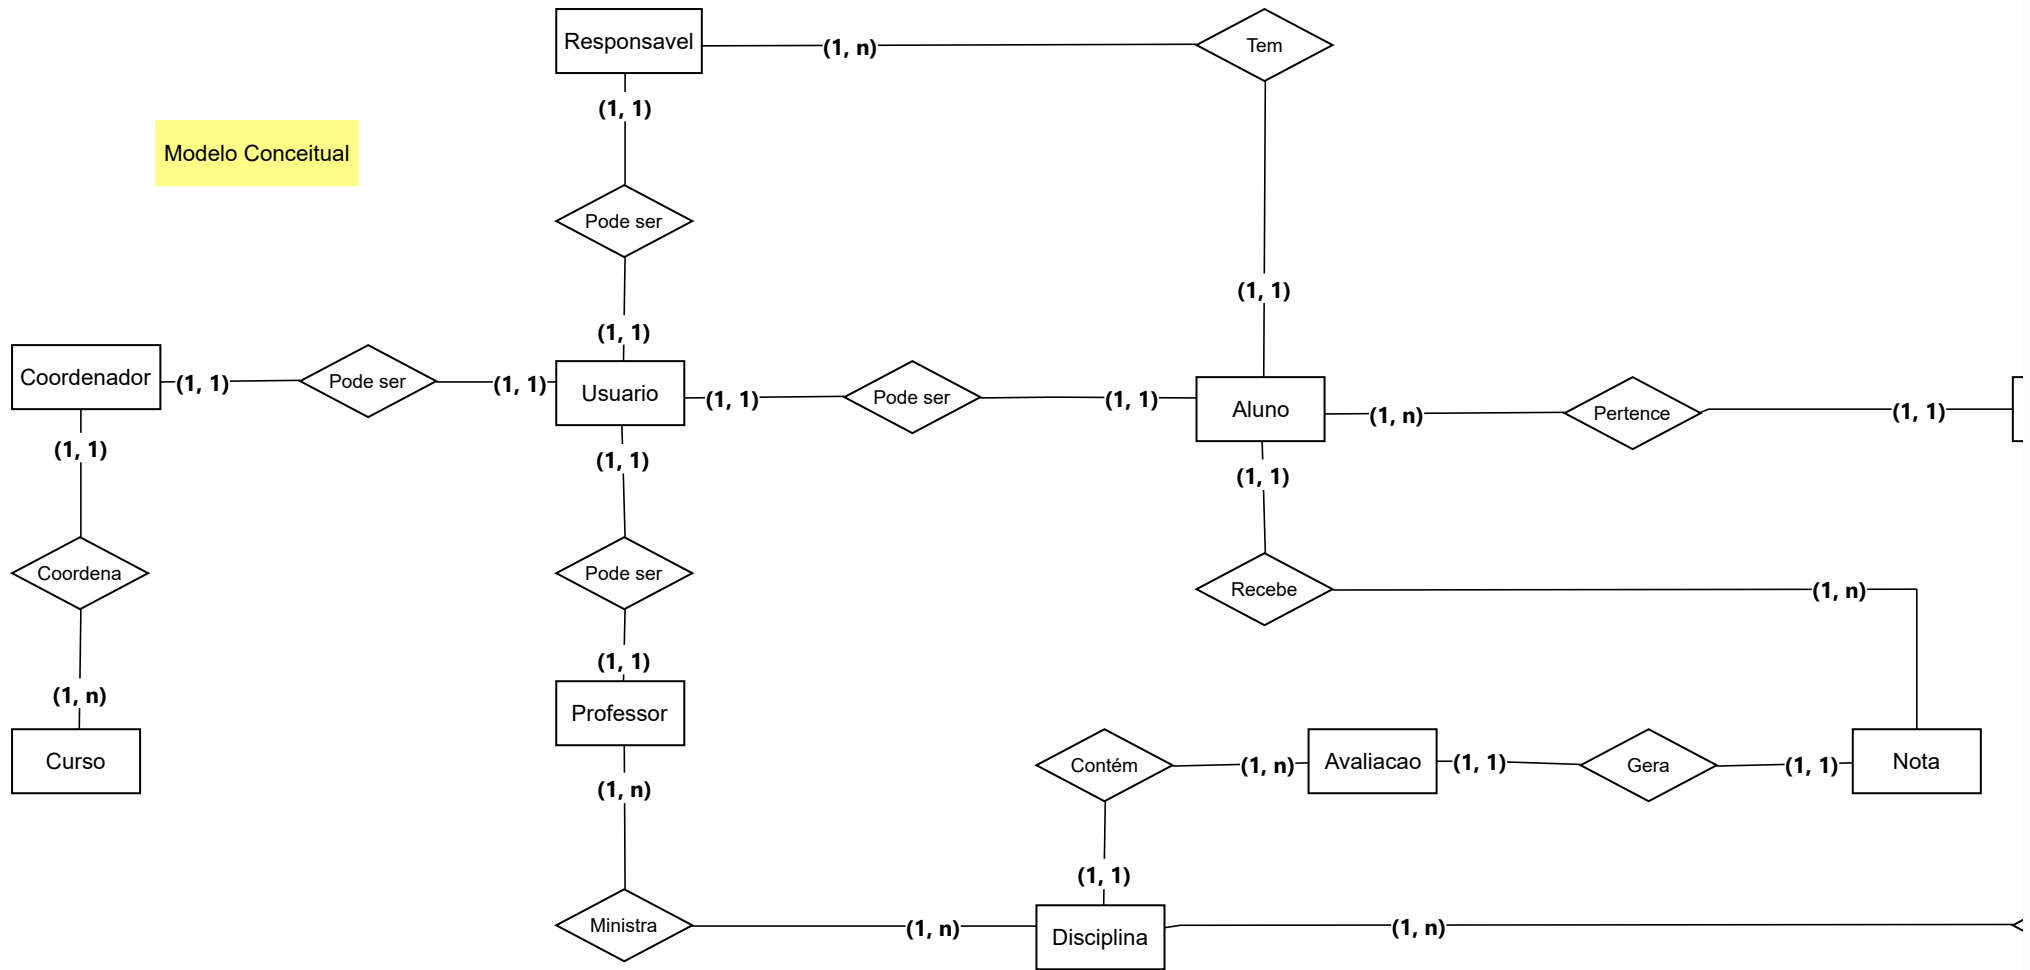 Responsavel
(1, n)
Tem
(1, 1)
Modelo Conceitual
Pode ser
(1, 1)
(1, 1)
Coordenador
(1, 1)
Pode ser
(1, 1)
Usuario
(1, 1)
Pode ser
(1, 1)
Aluno
(1, n)
Pertence
(1, 1)
(1, 1)
(1, 1)
(1, 1)
Coordena
Pode ser
Recebe
(1, n)
(1, 1)
(1, n)
Professor
Curso
Contém
(1, n)
Avaliacao
(1, 1)
Gera
(1, 1)
Nota
(1, n)
(1, 1)
Ministra
(1, n)
Disciplina
(1, n)